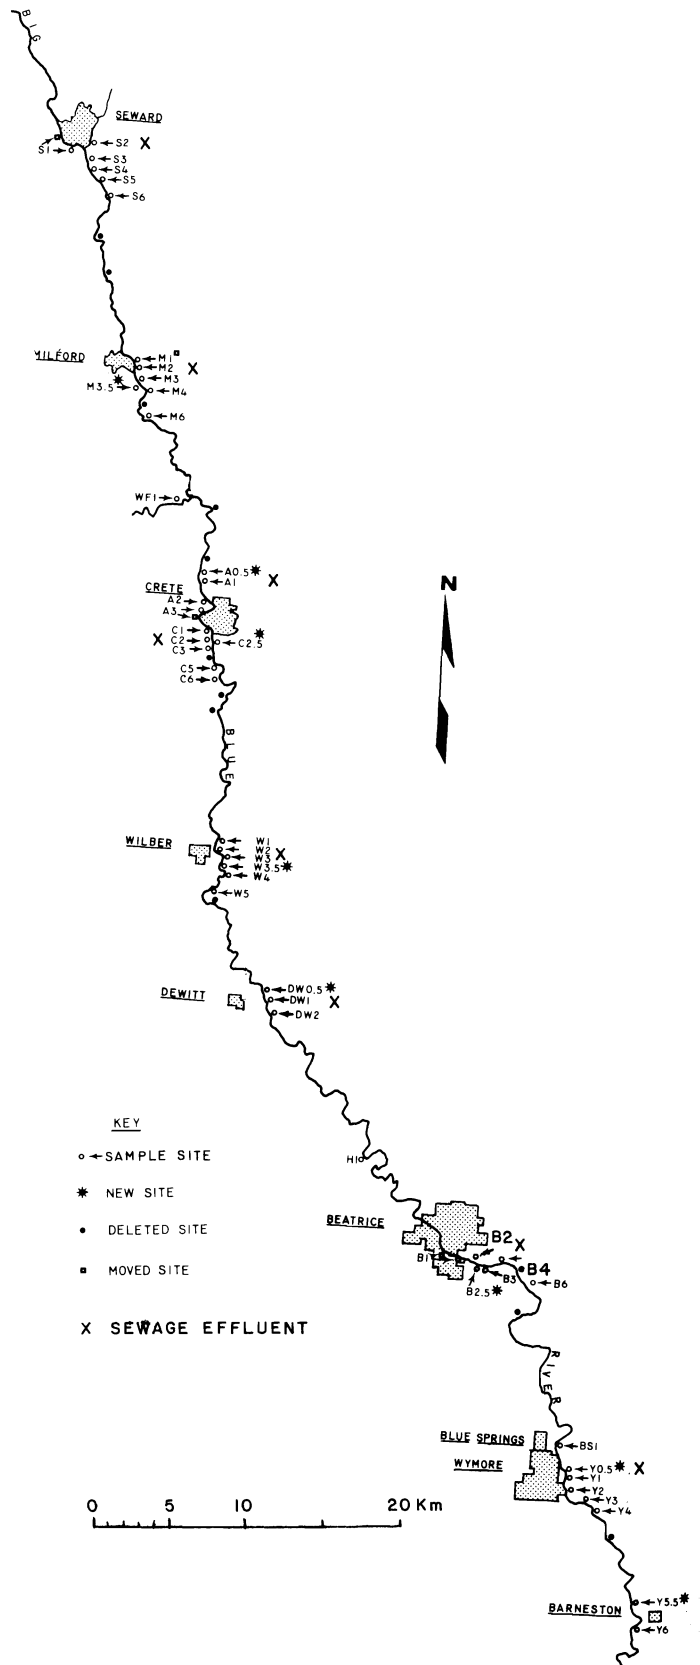 BIG
SEWARD
S2 X
S1
S3
S4
S5
S6
MILFORD
M1
M2 X
M3
M3.5
M4
M6
WF1
A0.5
A1 X
CRETE
A2
A3
C1
X C2
C2.5
C3
C5
C6
N
BLUE
WILBER
W1
W2
W3 X
W3.5
W4
W5
DEWITT
DW0.5
DW1 X
DW2
KEY
SAMPLE SITE
NEW SITE
DELETED SITE
MOVED SITE
X SEWAGE EFFLUENT
H1
BEATRICE
B2
X
B1
B4
B3
B6
B2.5
RIVER
BLUE SPRINGS
BS1
WYMORE
Y0.5 X
Y1
Y2
Y3
Y4
0 5 10 20 Km
Y5.5
BARNESTON
Y6